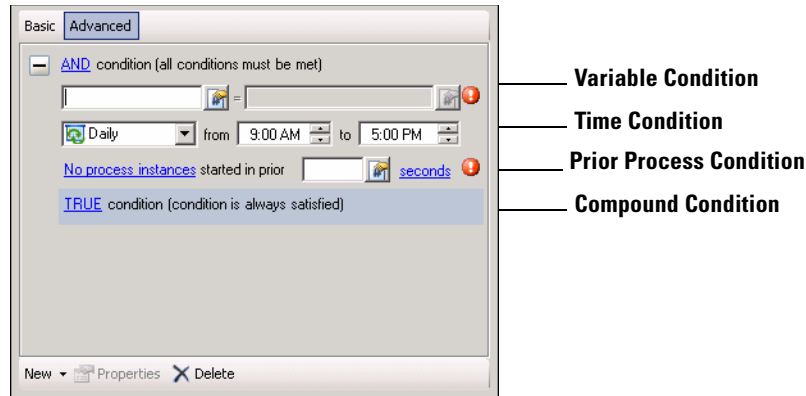 Basic Advanced
AND condition (all conditions must be met)
=
Variable Condition
Daily from 9:00 AM to 5:00 PM
Time Condition
No process instances started in prior seconds
Prior Process Condition
TRUE condition (condition is always satisfied)
Compound Condition
New Properties Delete